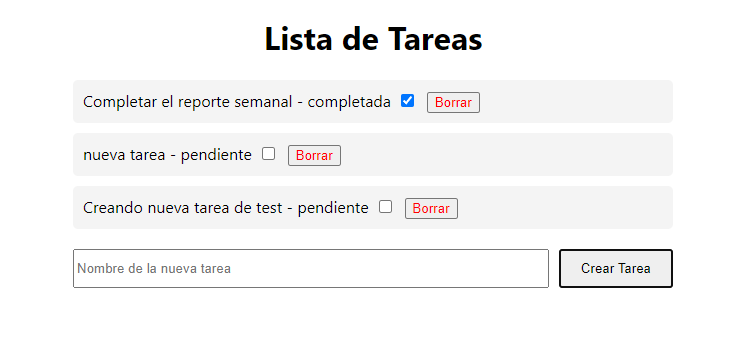 Lista de Tareas
Completar el reporte semanal - completada Borrar
nueva tarea - pendiente Borrar
Creando nueva tarea de test - pendiente Borrar
Nombre de la nueva tarea Crear Tarea